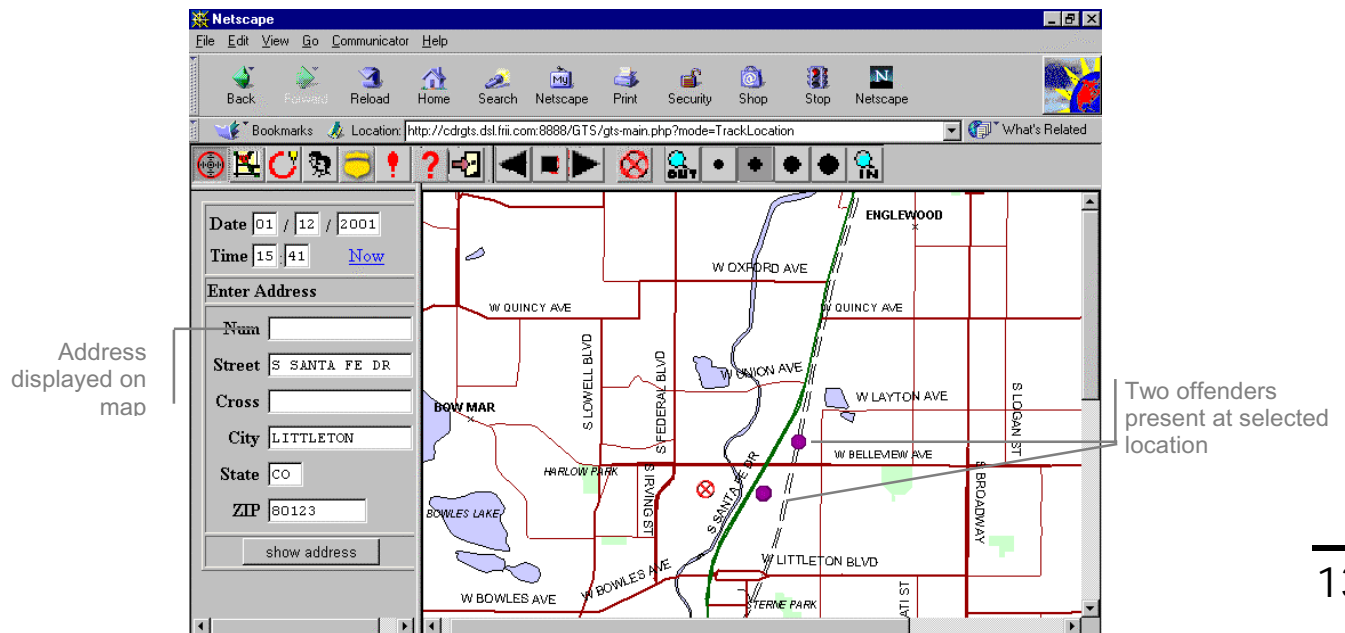 Netscape
File Edit View Go Communicator Help
Back Forward Reload Home Search Netscape Print Security Shop Stop Netscape
Bookmarks Location: http://cdrgts.dsl.frii.com:8888/GTS/gts-main.php?mode=TrackLocation What's Related
OUT IN
Date 01 / 12 / 2001
Time 15 : 41 Now
Enter Address
Num
Street S SANTA FE DR
Cross
City LITTLETON
State CO
ZIP 80123
show address
Address
displayed on
map
ENGLEWOOD
W OXFORD AVE
W QUINCY AVE
W QUINCY AVE
S LOWELL BLVD
S FEDERAL BLVD
W UNION AVE
W LAYTON AVE
S LOGAN ST
BOW MAR
W BELLEVIEW AVE
HARLOW PARK
S IRVING ST
S SANTA FE DR
S BROADWAY
BOWLES LAKE
W LITTLETON BLVD
W BOWLES AVE
W BOWLES AVE
STERNE PARK
ATI ST
Two offenders
present at selected
location
13